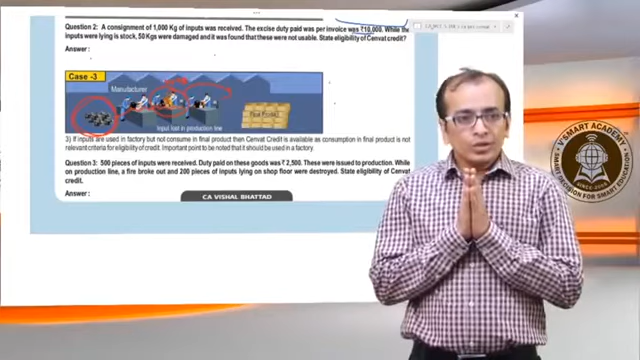 Question 2: A consignment of 1,000 Kg of inputs was received. The excise duty paid as per invoice was ₹10,000. While the
inputs were lying is stock, 50 Kgs were damaged and it was found that these were not usable. State eligibility of Cenvat credit?
Answer:
Case -3
Manufacturer
Final Product
Input lost in production line
3) If inputs are used in factory but not consume in final product then Cenvat Credit is available as consumption in final product is not
relevant criteria for eligibility of credit. Important point be noted that it should be used in a factory.
Question 3: 500 pieces of inputs were received. Duty paid on these goods was ₹ 2,500. These were issued to production. While
on production line, a fire broke out and 200 pieces of inputs lying on shop floor were destroyed. State eligibility of Cenvat
credit.
Answer:
CA VISHAL BHATTAD
V'SMART ACADEMY
SINCE-2005
PRECISION FOR SMART EDUCATION